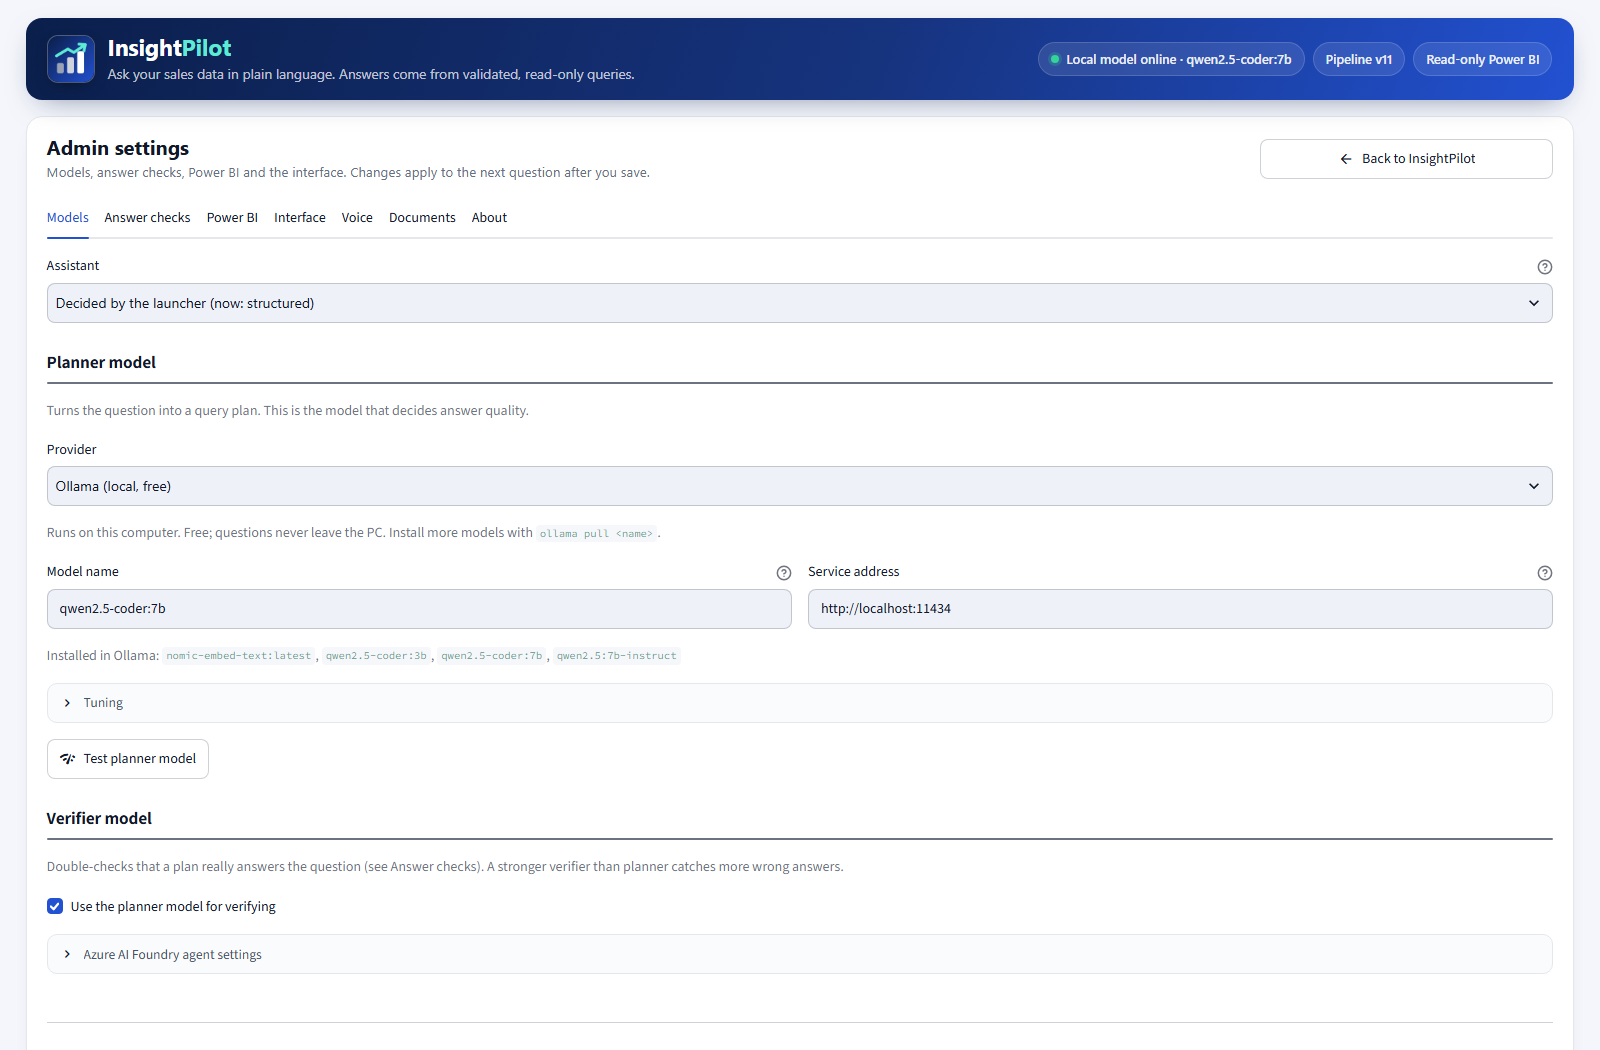 InsightPilot
Ask your sales data in plain language. Answers come from validated, read-only queries.
Local model online · qwen2.5-coder:7b
Pipeline v11
Read-only Power BI
Admin settings
Models, answer checks, Power BI and the interface. Changes apply to the next question after you save.
← Back to InsightPilot
Models Answer checks Power BI Interface Voice Documents About
Assistant
Decided by the launcher (now: structured)
Planner model
Turns the question into a query plan. This is the model that decides answer quality.
Provider
Ollama (local, free)
Runs on this computer. Free; questions never leave the PC. Install more models with ollama pull <name> .
Model name
qwen2.5-coder:7b
Service address
http://localhost:11434
Installed in Ollama: nomic-embed-text:latest , qwen2.5-coder:3b , qwen2.5-coder:7b , qwen2.5:7b-instruct
Tuning
Test planner model
Verifier model
Double-checks that a plan really answers the question (see Answer checks). A stronger verifier than planner catches more wrong answers.
Use the planner model for verifying
Azure AI Foundry agent settings